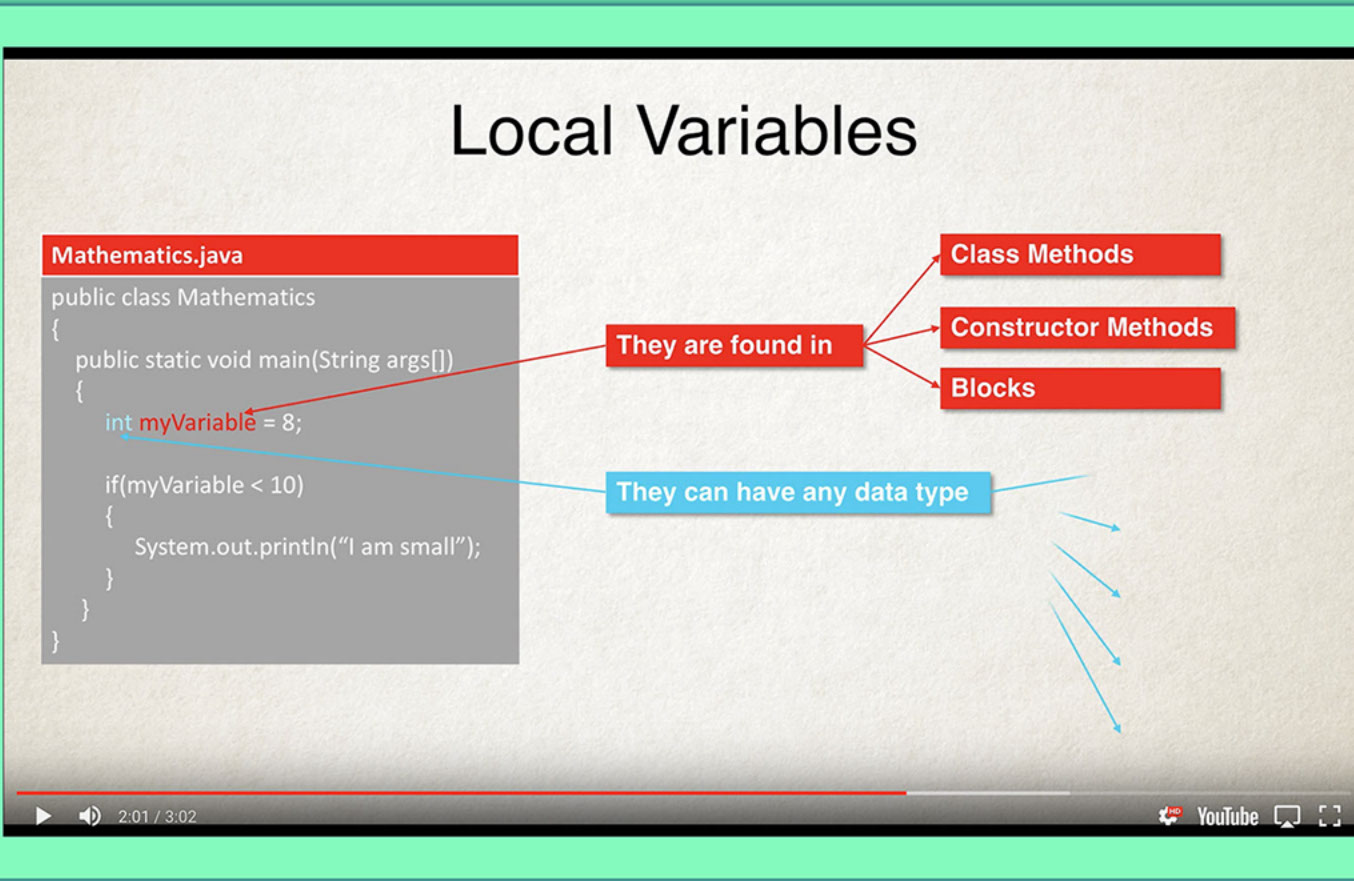 Local Variables
Mathematics.java
public class Mathematics
{
public static void main(String args[])
{
int myVariable = 8;
if(myVariable < 10)
{
System.out.println(“I am small”);
}
}
}
They are found in
Class Methods
Constructor Methods
Blocks
They can have any data type
2:01 / 3:02
HD
YouTube